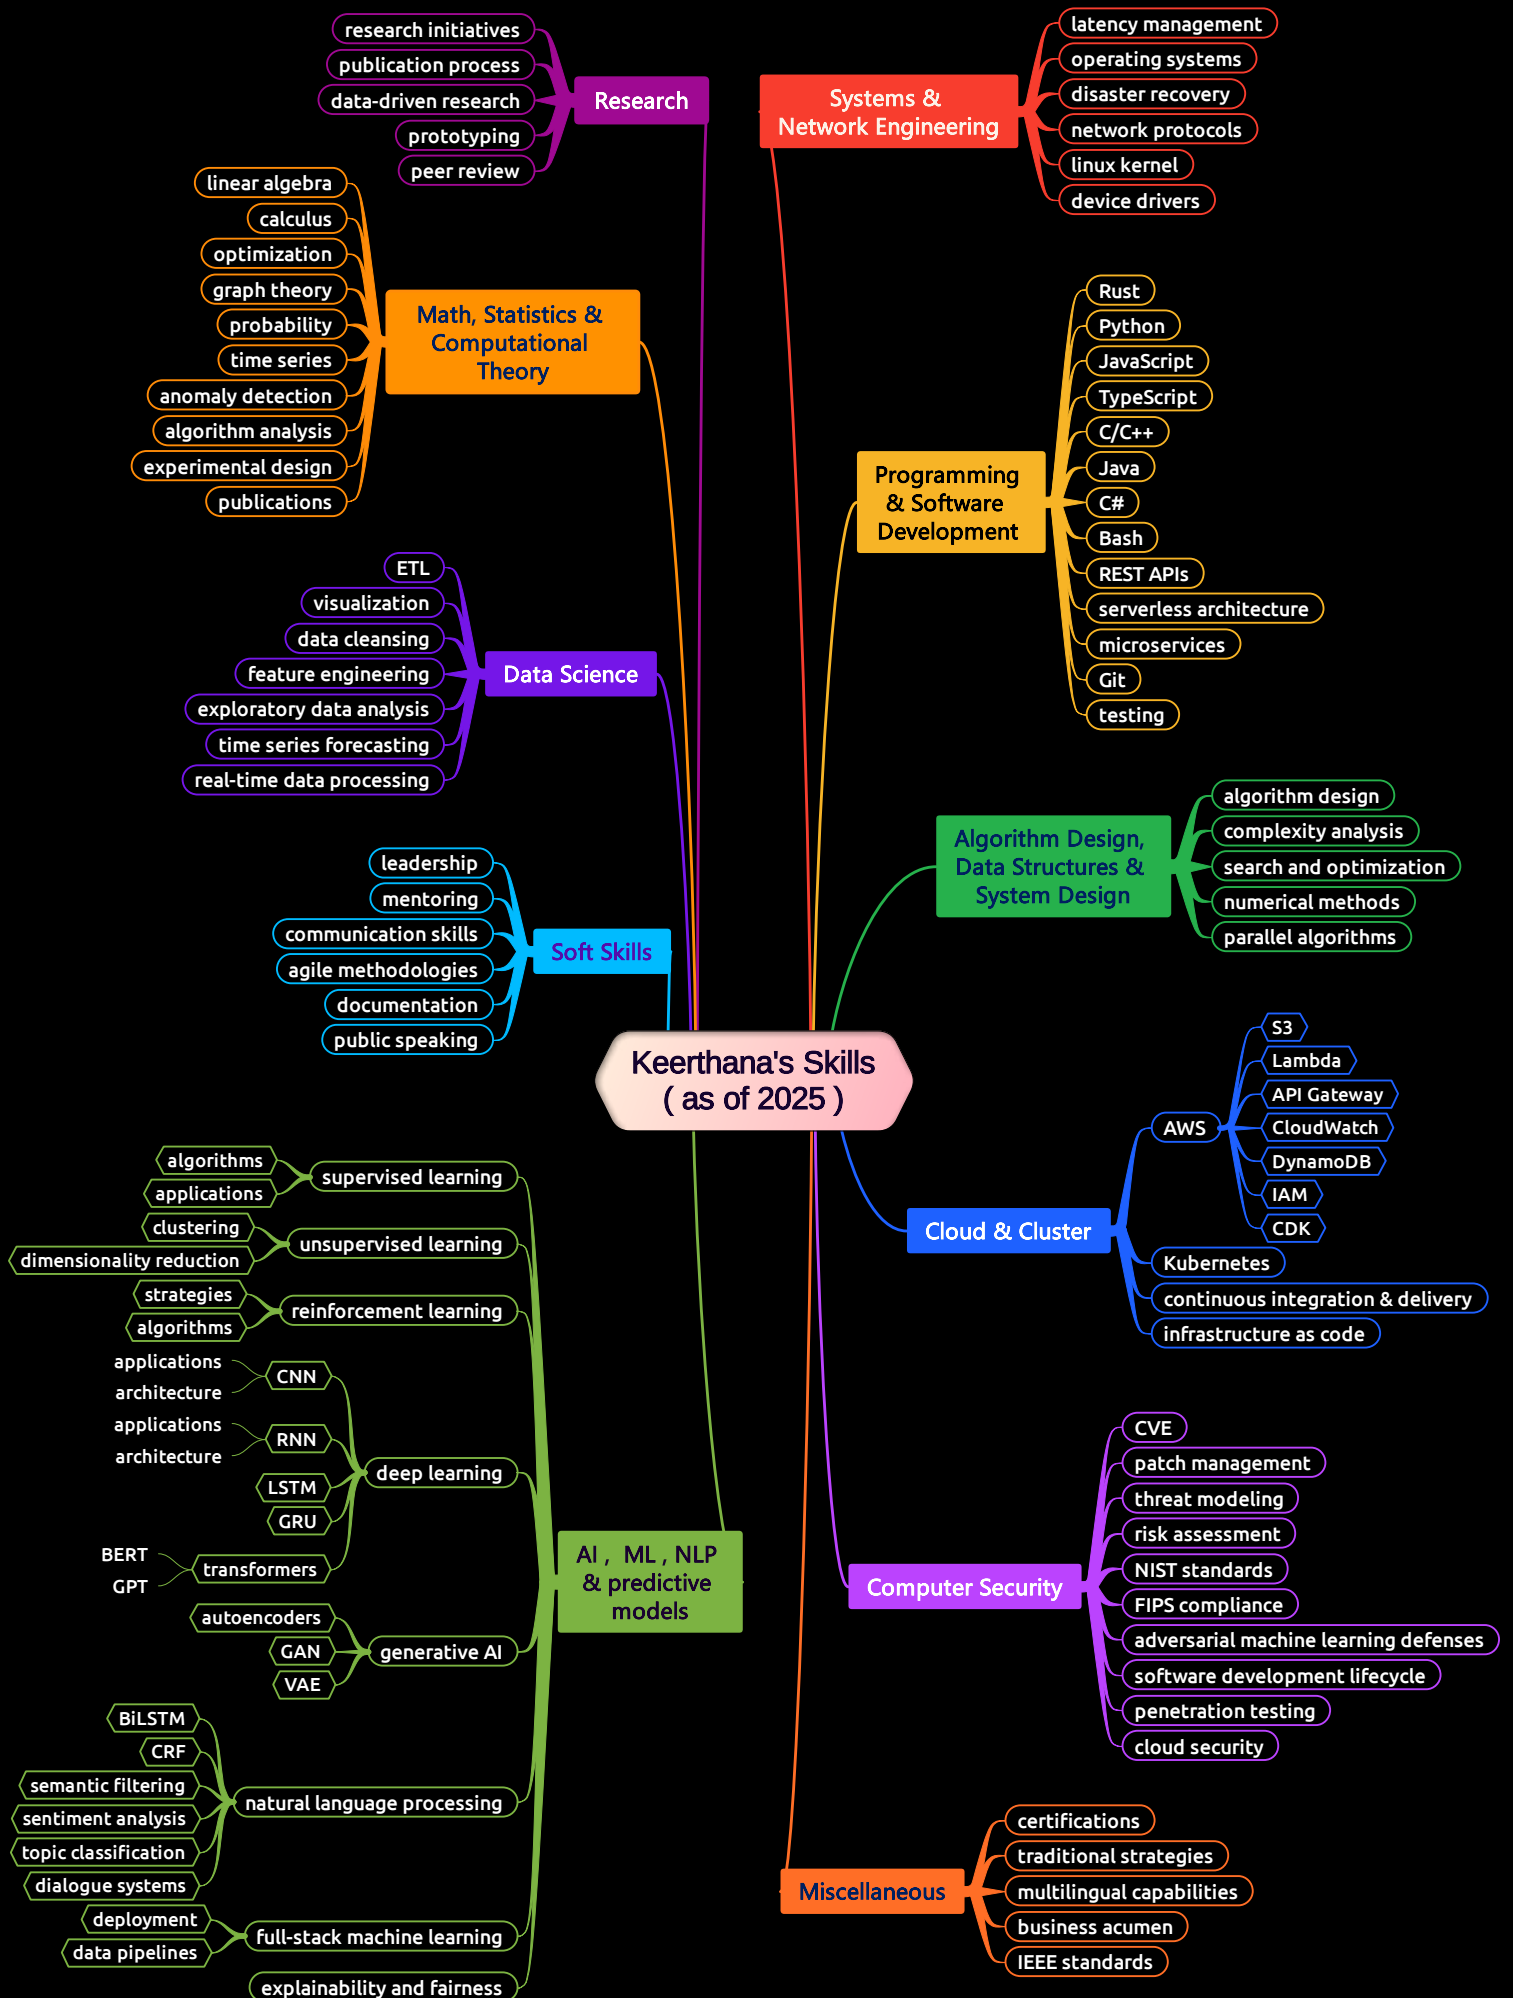 research initiatives
publication process
data-driven research
prototyping
peer review
Research
linear algebra
calculus
optimization
graph theory
probability
time series
anomaly detection
algorithm analysis
experimental design
publications
Math, Statistics &
Computational
Theory
ETL
visualization
data cleansing
feature engineering
exploratory data analysis
time series forecasting
real-time data processing
Data Science
leadership
mentoring
communication skills
agile methodologies
documentation
public speaking
Soft Skills
Systems &
Network Engineering
latency management
operating systems
disaster recovery
network protocols
linux kernel
device drivers
Programming
& Software
Development
Rust
Python
JavaScript
TypeScript
C/C++
Java
C#
Bash
REST APIs
serverless architecture
microservices
Git
testing
Algorithm Design,
Data Structures &
System Design
algorithm design
complexity analysis
search and optimization
numerical methods
parallel algorithms
Keerthana's Skills
( as of 2025 )
Cloud & Cluster
AWS
S3
Lambda
API Gateway
CloudWatch
DynamoDB
IAM
CDK
Kubernetes
continuous integration & delivery
infrastructure as code
algorithms
applications
supervised learning
clustering
dimensionality reduction
unsupervised learning
strategies
algorithms
reinforcement learning
applications
architecture
CNN
applications
architecture
RNN
LSTM
GRU
BERT
GPT
transformers
deep learning
autoencoders
GAN
VAE
generative AI
BiLSTM
CRF
semantic filtering
sentiment analysis
topic classification
dialogue systems
natural language processing
deployment
data pipelines
full-stack machine learning
explainability and fairness
AI , ML , NLP
& predictive
models
Computer Security
CVE
patch management
threat modeling
risk assessment
NIST standards
FIPS compliance
adversarial machine learning defenses
software development lifecycle
penetration testing
cloud security
Miscellaneous
certifications
traditional strategies
multilingual capabilities
business acumen
IEEE standards